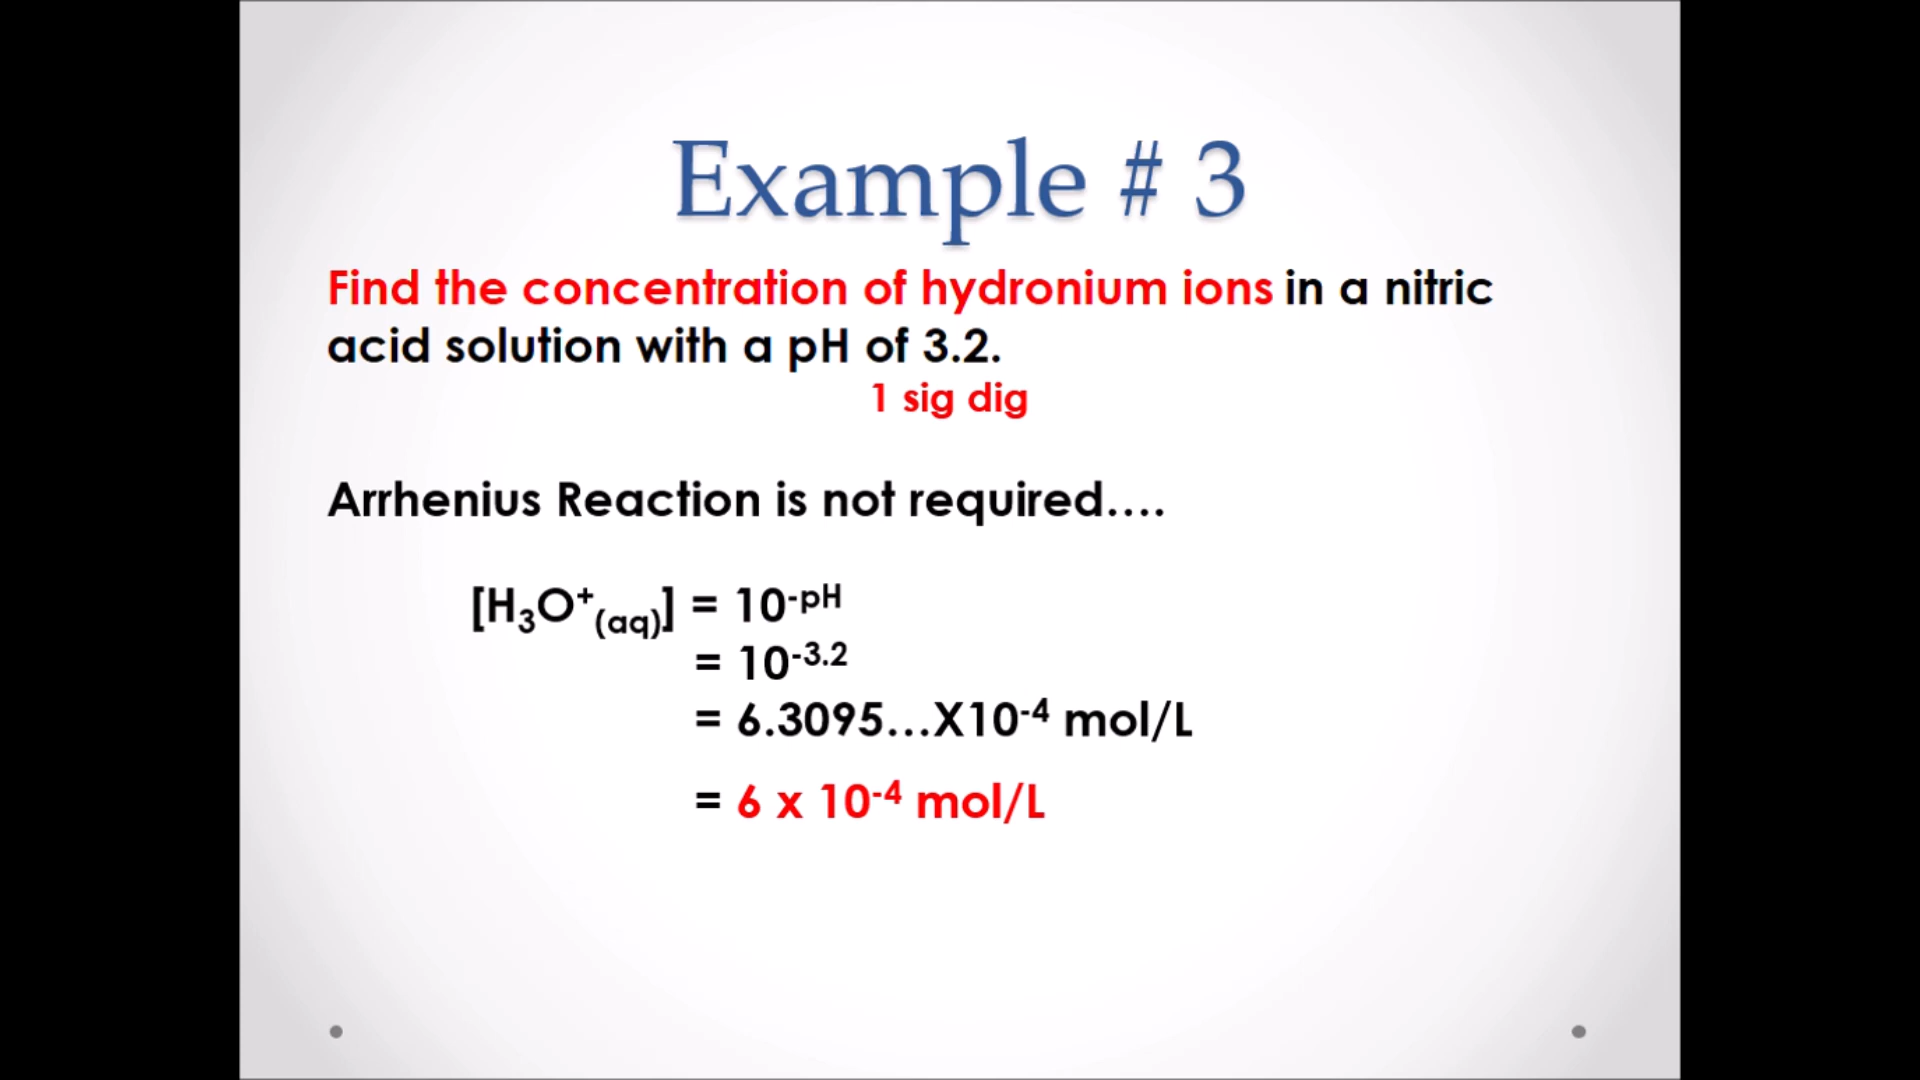 Example # 3
Find the concentration of hydronium ions in a nitric
acid solution with a pH of 3.2.
1 sig dig
Arrhenius Reaction is not required....
[H₃O⁺₍aq₎] = 10⁻ᵖᴴ
= 10⁻³·²
= 6.3095...X10⁻⁴ mol/L
= 6 x 10⁻⁴ mol/L